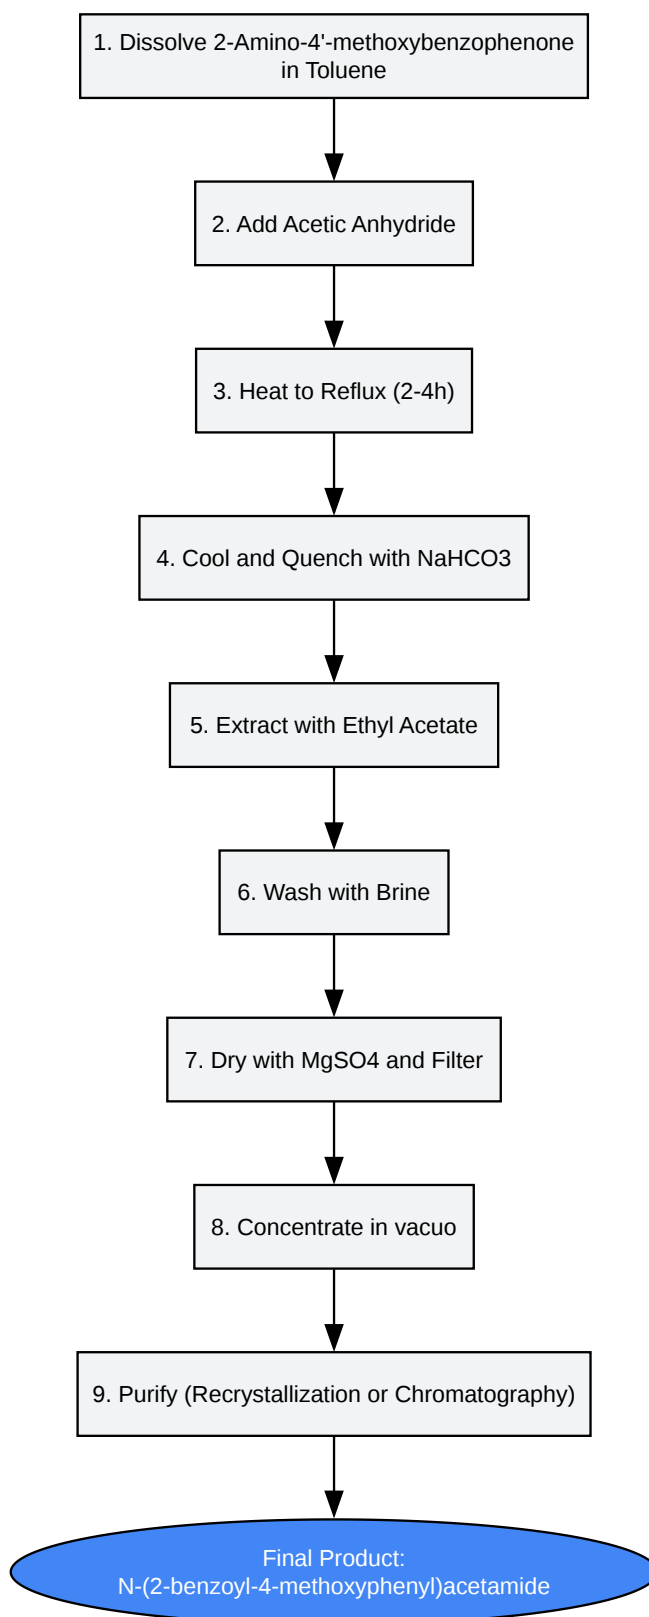 1. Dissolve 2-Amino-4'-methoxybenzophenone
in Toluene
2. Add Acetic Anhydride
3. Heat to Reflux (2-4h)
4. Cool and Quench with NaHCO3
5. Extract with Ethyl Acetate
6. Wash with Brine
7. Dry with MgSO4 and Filter
8. Concentrate in vacuo
9. Purify (Recrystallization or Chromatography)
Final Product:
N-(2-benzoyl-4-methoxyphenyl)acetamide